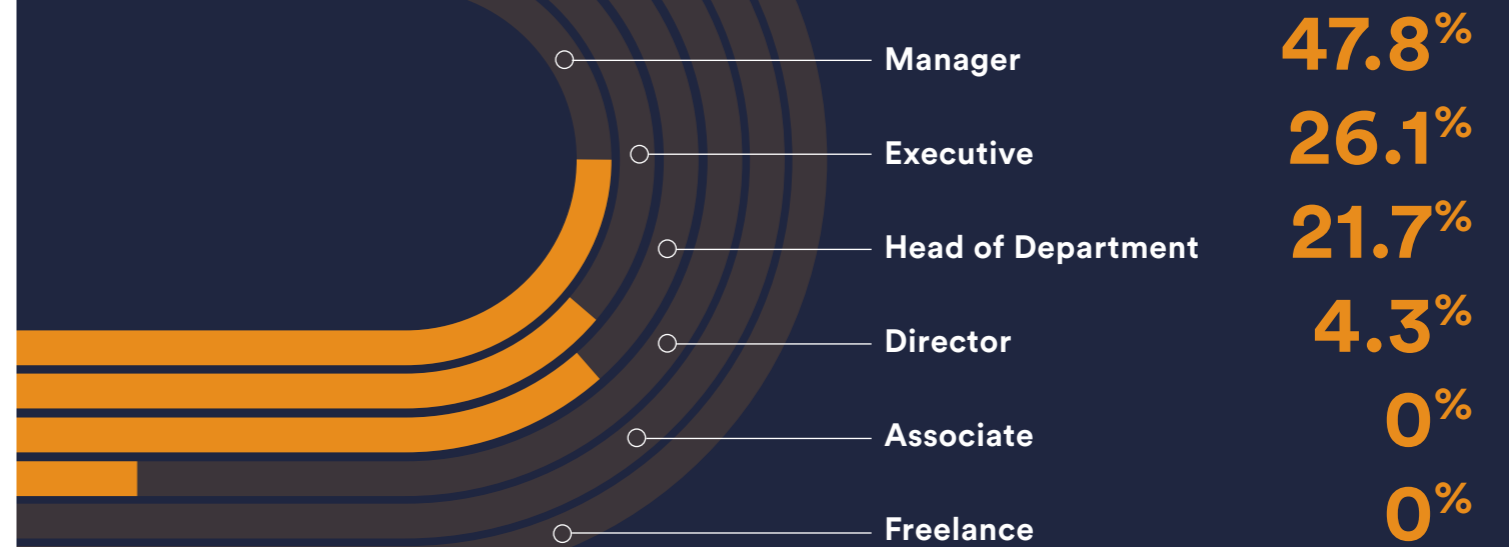 Manager 47.8%
Executive 26.1%
Head of Department 21.7%
Director 4.3%
Associate 0%
Freelance 0%